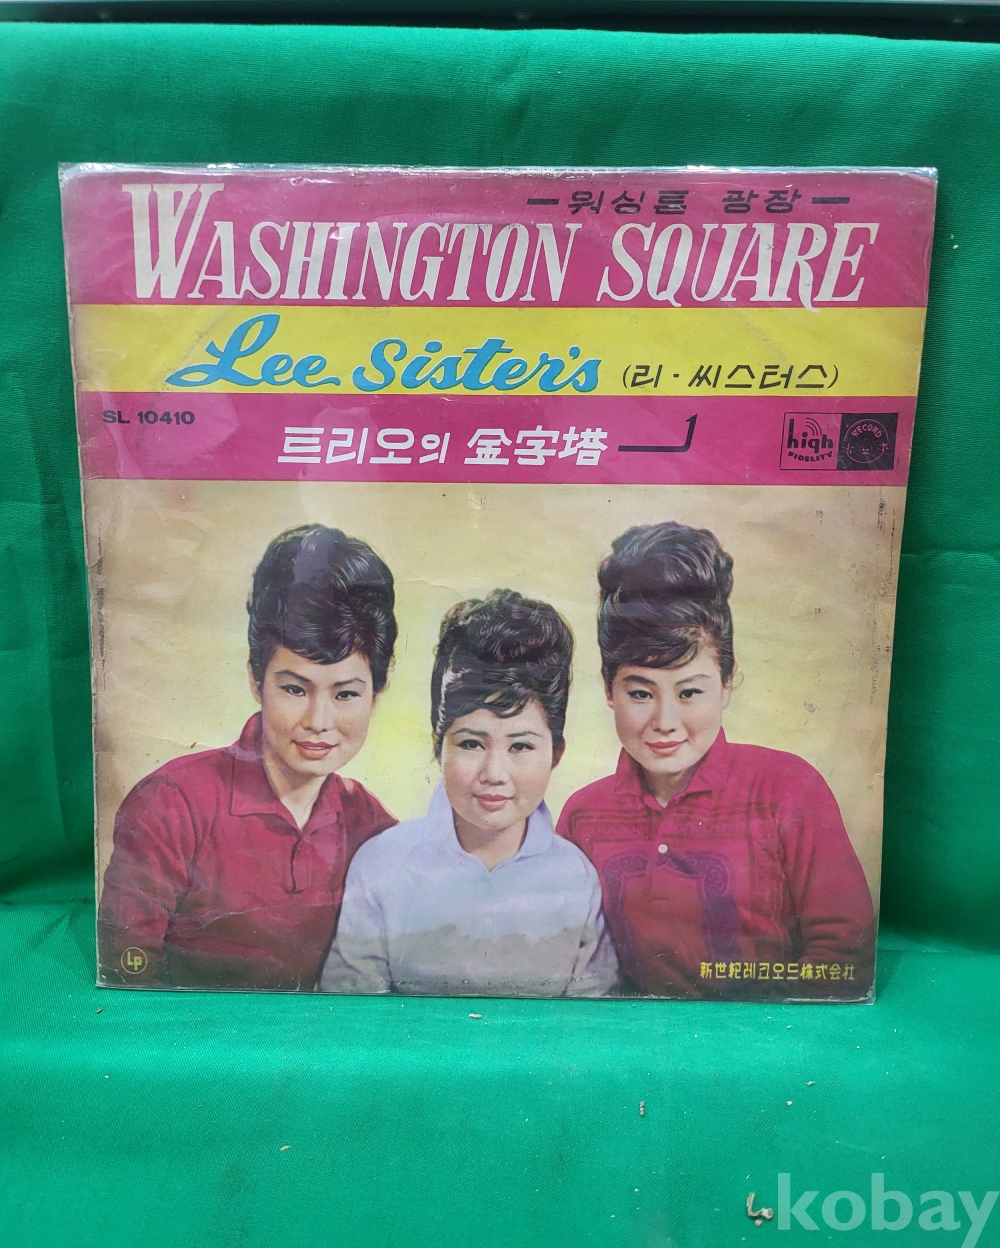 —워싱톤 광장—
WASHINGTON SQUARE
Lee Sister's (리·씨스터스)
SL 10410
트리오의 金字塔
high
FIDELITY
RECORD
Lp
新世紀레코오드株式会社
kobay